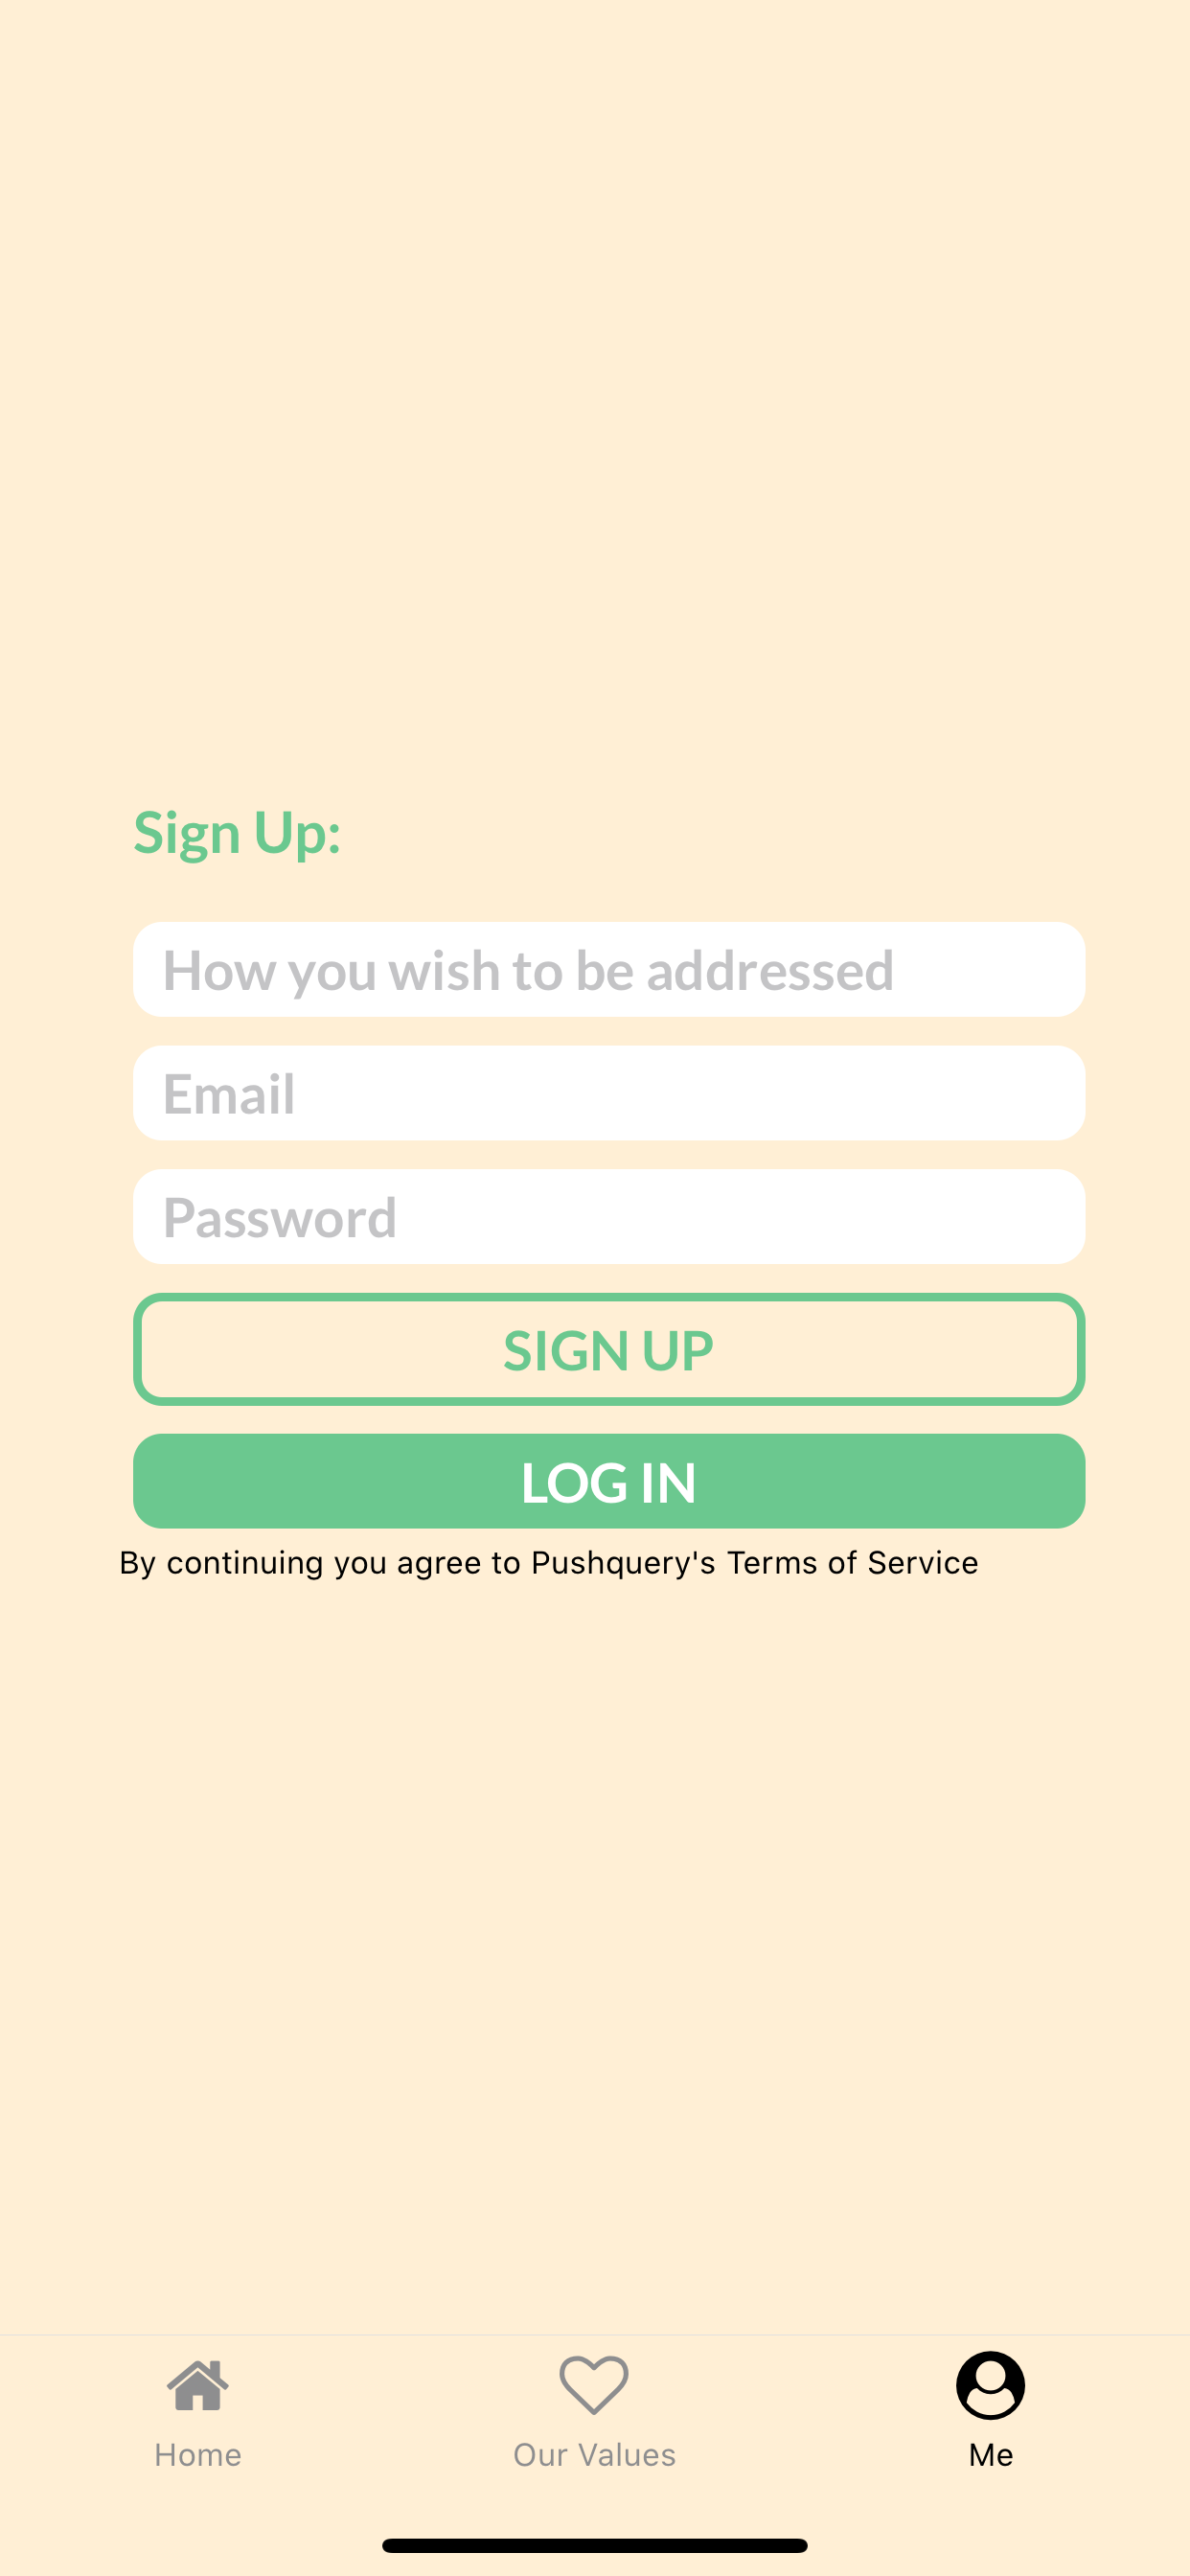 Sign Up:
How you wish to be addressed
Email
Password
SIGN UP
LOG IN
By continuing you agree to Pushquery's Terms of Service
Home
Our Values
Me